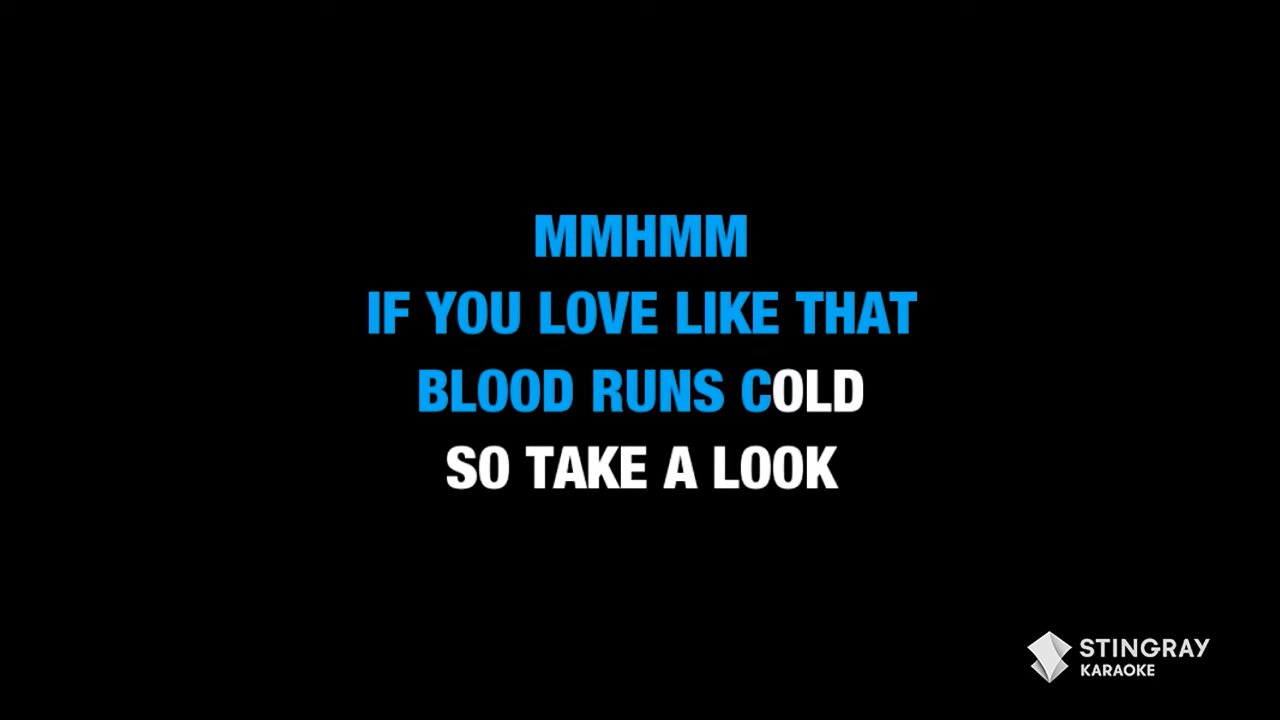 MMHMM
IF YOU LOVE LIKE THAT
BLOOD RUNS COLD
SO TAKE A LOOK
STINGRAY
KARAOKE